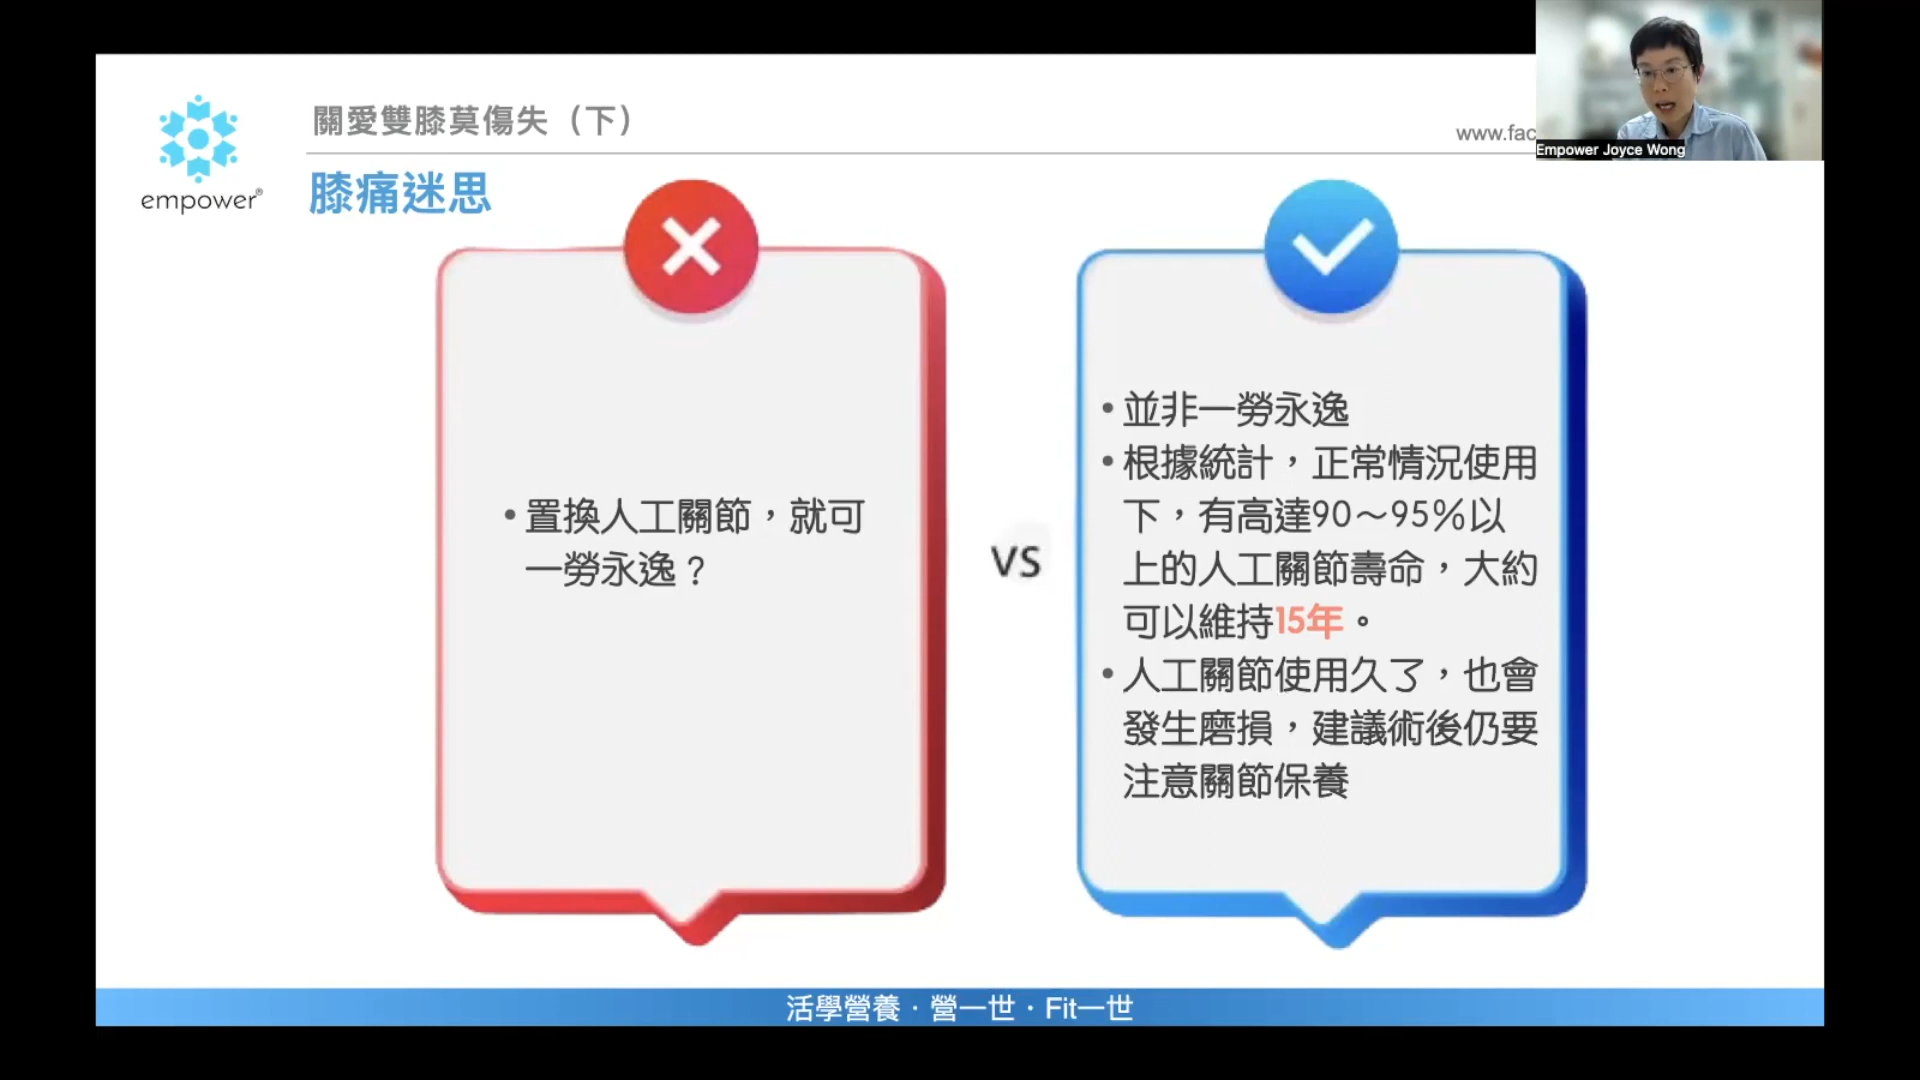 關愛雙膝莫傷失（下）
www.fac
Empower Joyce Wong
empower®
膝痛迷思
•置換人工關節，就可
一勞永逸？
VS
•並非一勞永逸
•根據統計，正常情況使用
下，有高達90～95%以
上的人工關節壽命，大約
可以維持15年。
•人工關節使用久了，也會
發生磨損，建議術後仍要
注意關節保養
活學營養·營一世·Fit一世